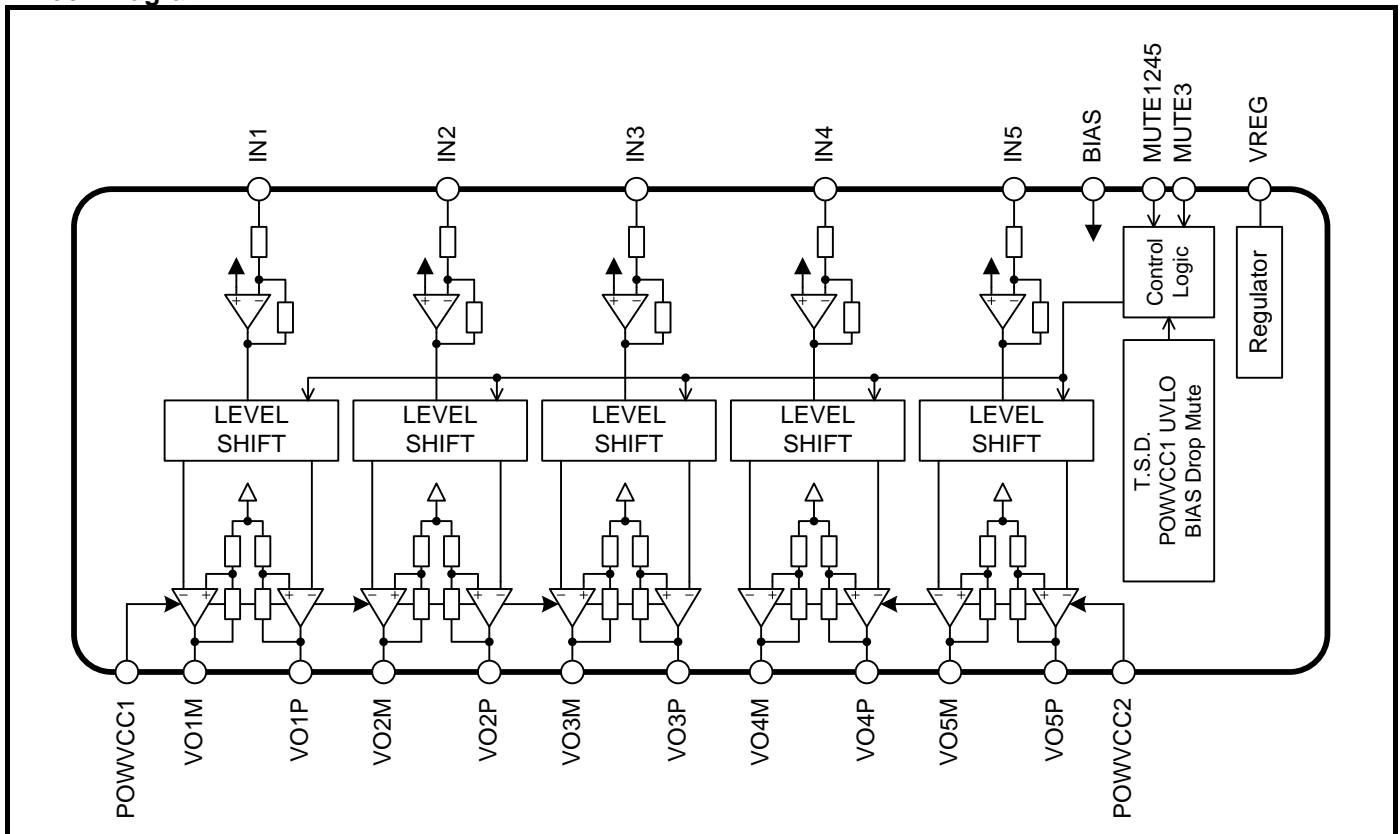 IN1
IN2
IN3
IN4
IN5
BIAS
MUTE1245
MUTE3
VREG
Control
Logic
Regulator
T.S.D.
POWVCC1 UVLO
BIAS Drop Mute
LEVEL
SHIFT
LEVEL
SHIFT
LEVEL
SHIFT
LEVEL
SHIFT
LEVEL
SHIFT
+ −
+ −
+ −
+ −
+ −
− +
+ −
− +
+ −
− +
+ −
− +
+ −
− +
+ −
POWVCC1
VO1M
VO1P
VO2M
VO2P
VO3M
VO3P
VO4M
VO4P
VO5M
VO5P
POWVCC2